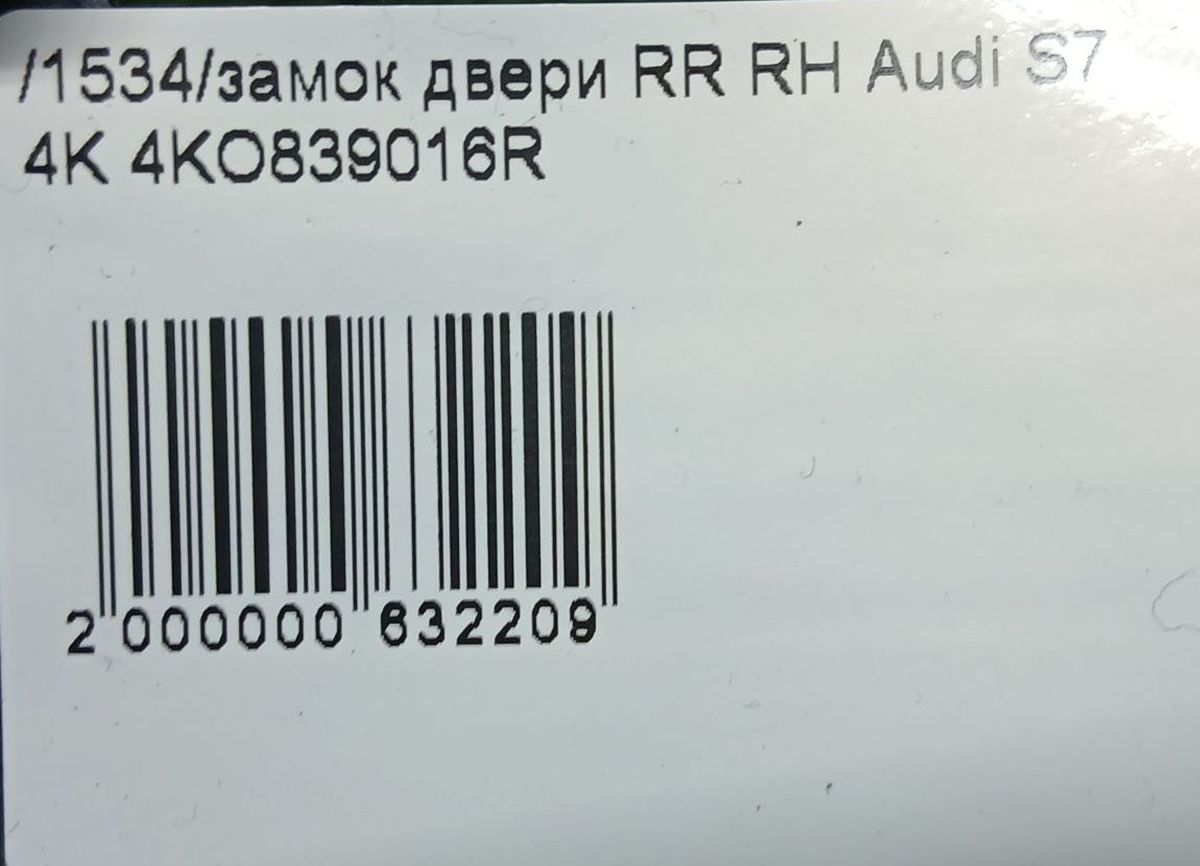 /1534/замок двери RR RH Audi S7
4K 4KO839016R
2 000000 632209